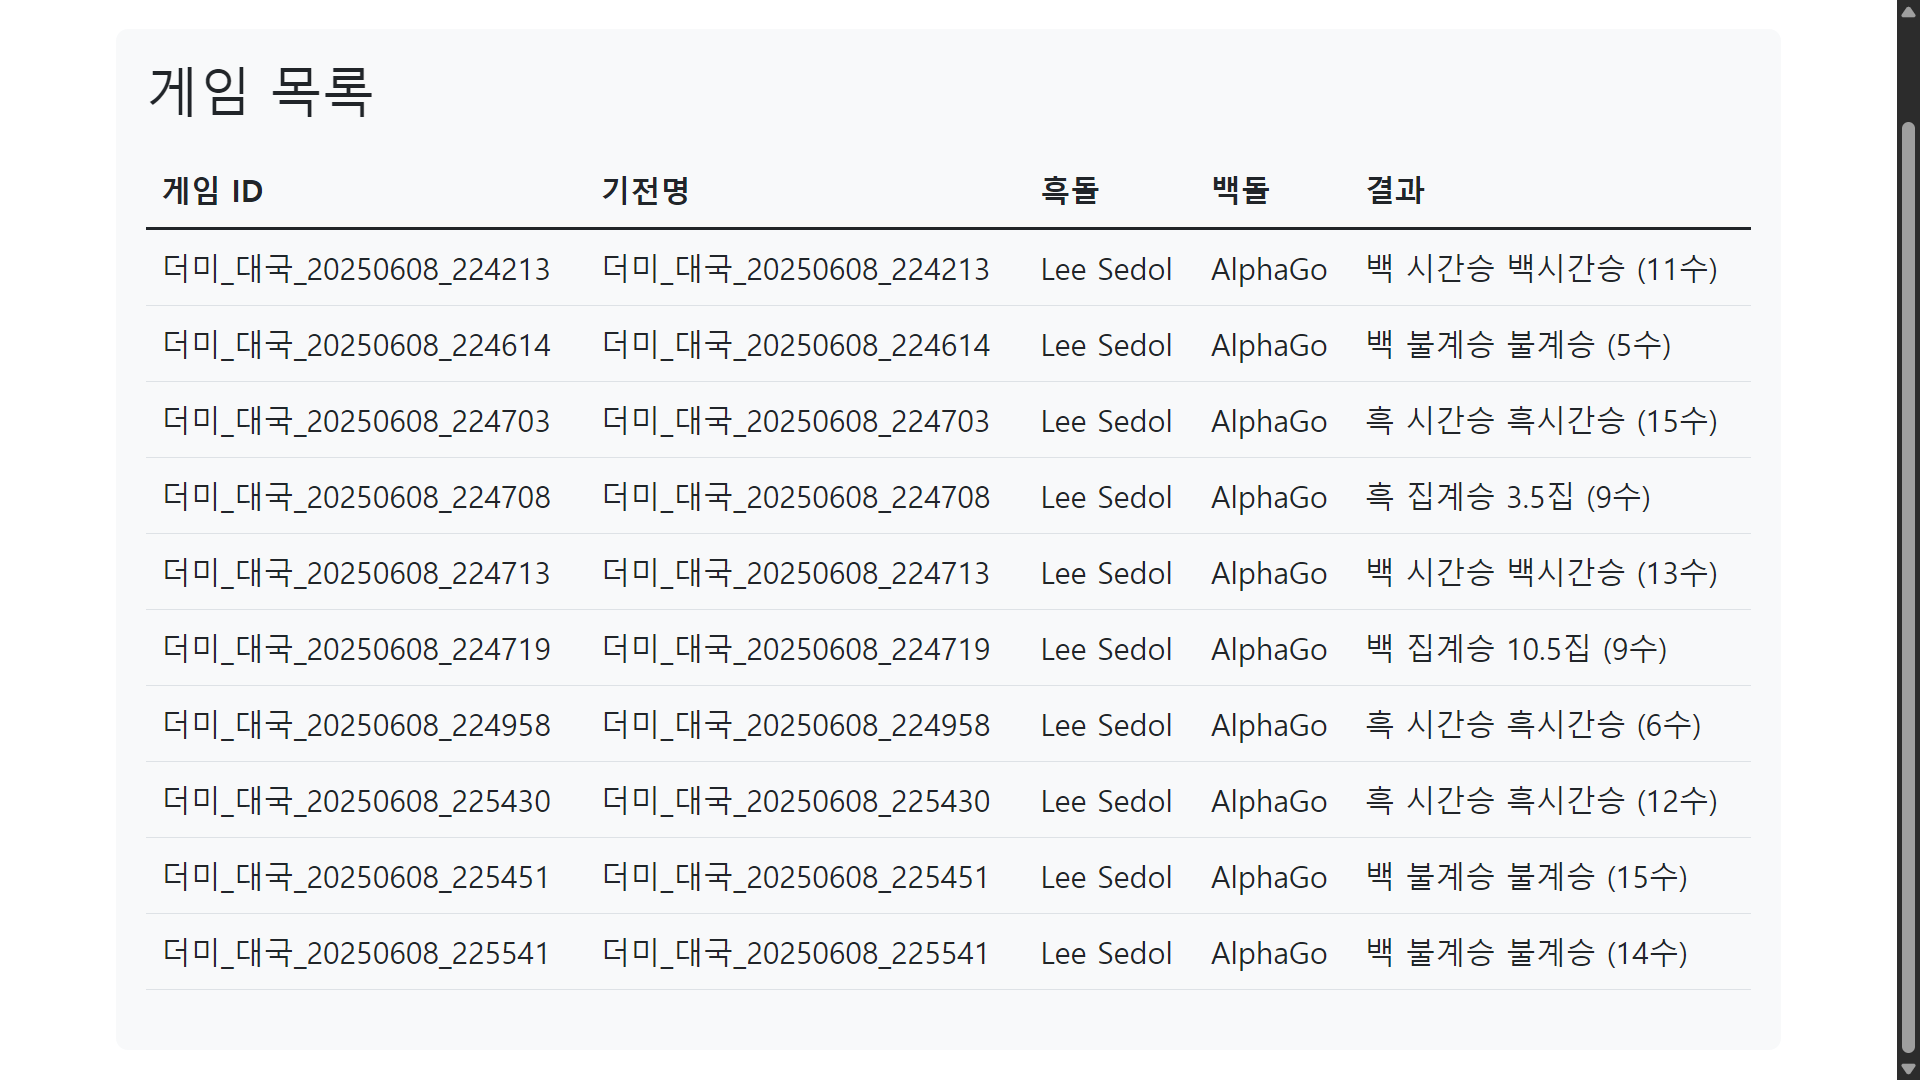 게임 목록
게임 ID 기전명 흑돌 백돌 결과
더미_대국_20250608_224213 더미_대국_20250608_224213 Lee Sedol AlphaGo 백 시간승 백시간승 (11수)
더미_대국_20250608_224614 더미_대국_20250608_224614 Lee Sedol AlphaGo 백 불계승 불계승 (5수)
더미_대국_20250608_224703 더미_대국_20250608_224703 Lee Sedol AlphaGo 흑 시간승 흑시간승 (15수)
더미_대국_20250608_224708 더미_대국_20250608_224708 Lee Sedol AlphaGo 흑 집계승 3.5집 (9수)
더미_대국_20250608_224713 더미_대국_20250608_224713 Lee Sedol AlphaGo 백 시간승 백시간승 (13수)
더미_대국_20250608_224719 더미_대국_20250608_224719 Lee Sedol AlphaGo 백 집계승 10.5집 (9수)
더미_대국_20250608_224958 더미_대국_20250608_224958 Lee Sedol AlphaGo 흑 시간승 흑시간승 (6수)
더미_대국_20250608_225430 더미_대국_20250608_225430 Lee Sedol AlphaGo 흑 시간승 흑시간승 (12수)
더미_대국_20250608_225451 더미_대국_20250608_225451 Lee Sedol AlphaGo 백 불계승 불계승 (15수)
더미_대국_20250608_225541 더미_대국_20250608_225541 Lee Sedol AlphaGo 백 불계승 불계승 (14수)